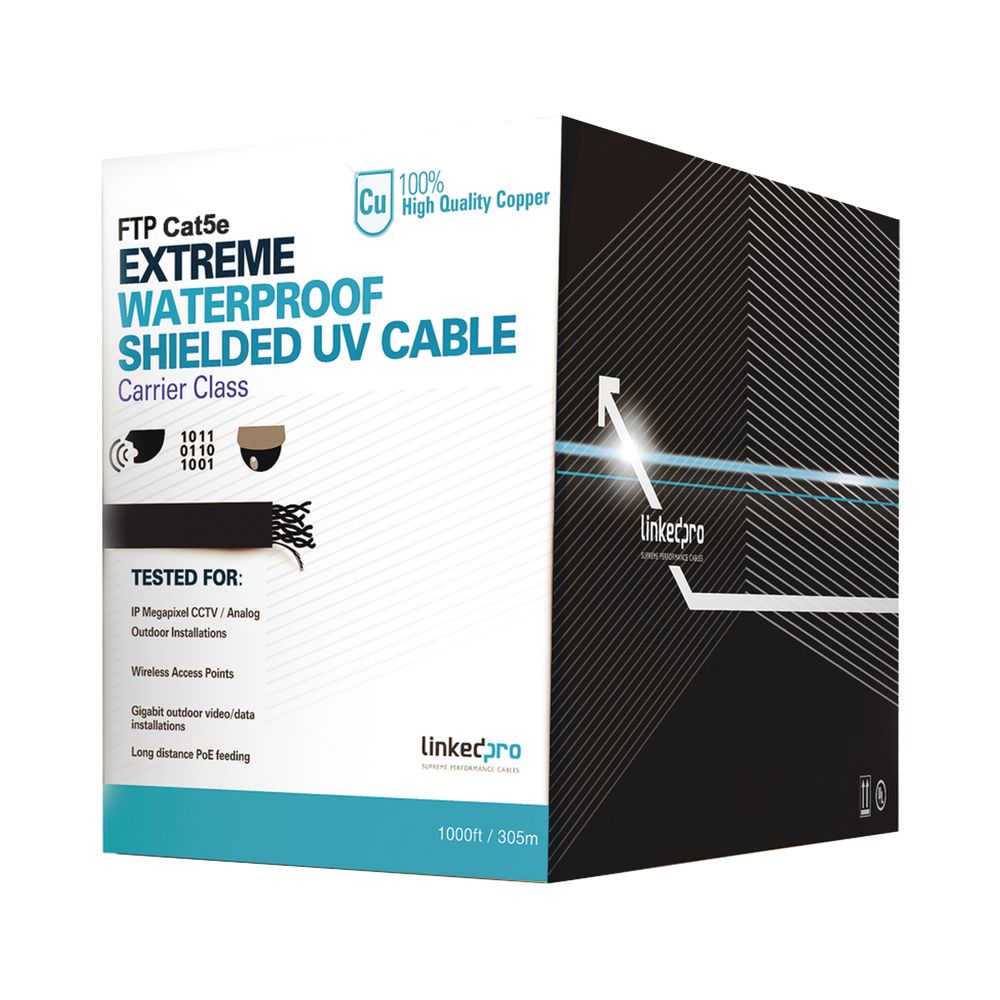 Cu
100%
High Quality Copper
FTP Cat5e
EXTREME
WATERPROOF
SHIELDED UV CABLE
Carrier Class
1011
0110
1001
TESTED FOR:
IP Megapixel CCTV / Analog
Outdoor Installations
Wireless Access Points
Gigabit outdoor video/data
installations
Long distance PoE feeding
linkedpro
SUPREME PERFORMANCE CABLES
1000ft / 305m
linkedpro
SUPREME PERFORMANCE CABLES
UL